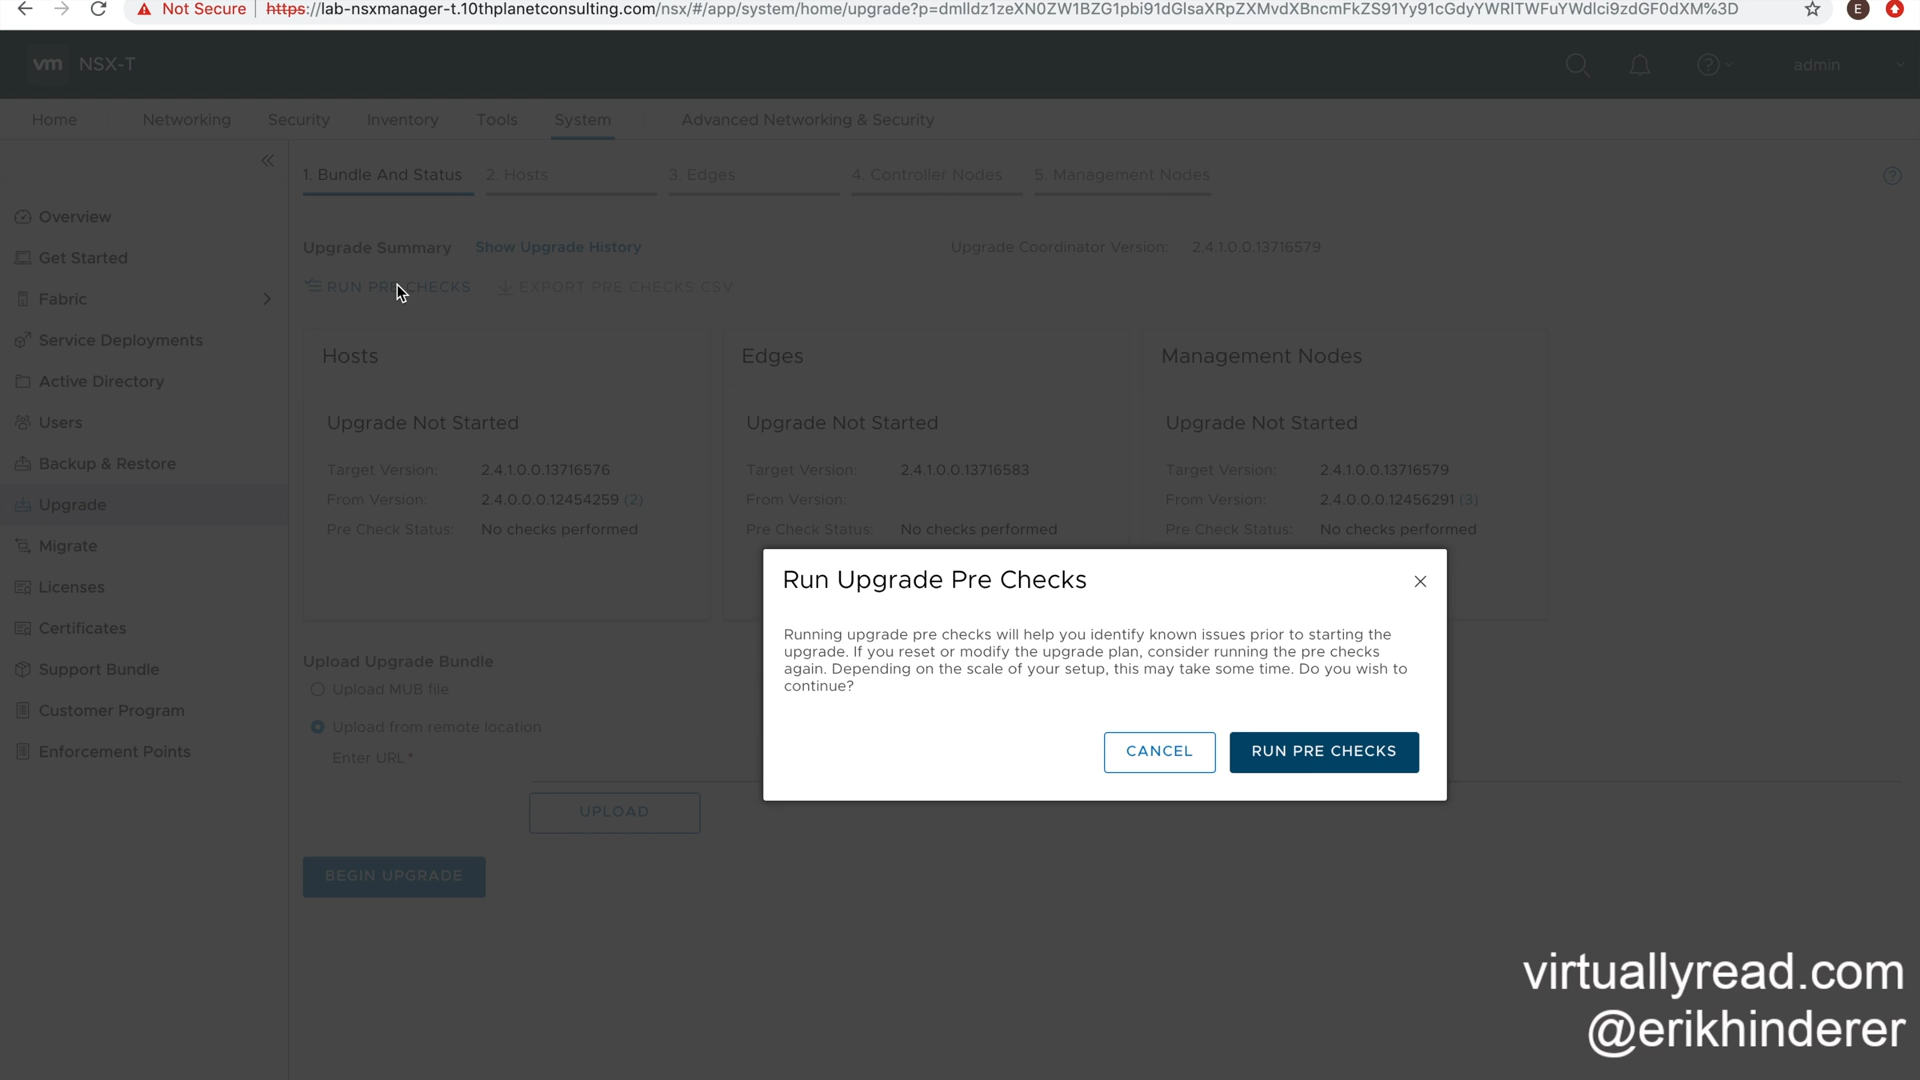 Not Secure https://lab-nsxmanager-t.10thplanetconsulting.com/nsx/#/app/system/home/upgrade?p=dmlldz1zeXN0ZW1BZG1pbi91dGlsaXRpZXMvdXBncmFkZS91Yy91cGdyYWRlTWFuYWdlci9zdGF0dXM%3D
E
vm NSX-T
admin
Home Networking Security Inventory Tools System Advanced Networking & Security
1. Bundle And Status 2. Hosts 3. Edges 4. Controller Nodes 5. Management Nodes
Overview
Get Started
Fabric
Service Deployments
Active Directory
Users
Backup & Restore
Upgrade
Migrate
Licenses
Certificates
Support Bundle
Customer Program
Enforcement Points
Upgrade Summary Show Upgrade History Upgrade Coordinator Version: 2.4.1.0.0.13716579
RUN PRE CHECKS EXPORT PRE CHECKS CSV
Hosts
Upgrade Not Started
Target Version: 2.4.1.0.0.13716576
From Version: 2.4.0.0.0.12454259 (2)
Pre Check Status: No checks performed
Edges
Upgrade Not Started
Target Version: 2.4.1.0.0.13716583
From Version:
Pre Check Status: No checks performed
Management Nodes
Upgrade Not Started
Target Version: 2.4.1.0.0.13716579
From Version: 2.4.0.0.0.12456291 (3)
Pre Check Status: No checks performed
Run Upgrade Pre Checks
Running upgrade pre checks will help you identify known issues prior to starting the
upgrade. If you reset or modify the upgrade plan, consider running the pre checks
again. Depending on the scale of your setup, this may take some time. Do you wish to
continue?
CANCEL RUN PRE CHECKS
Upload Upgrade Bundle
Upload MUB file
Upload from remote location
Enter URL*
UPLOAD
BEGIN UPGRADE
virtuallyread.com
@erikhinderer